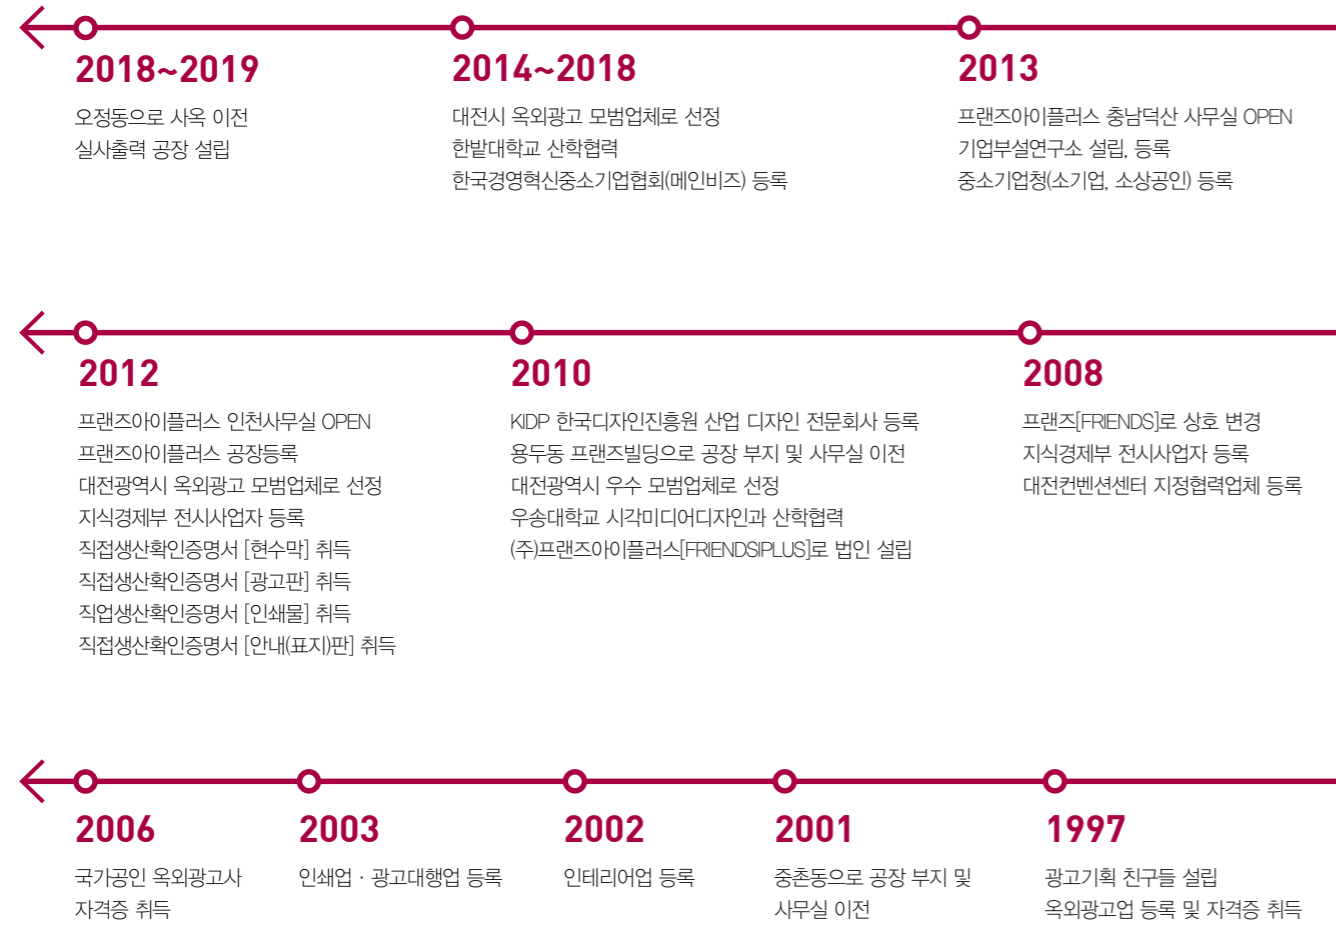 2018~2019
오정동으로 사옥 이전
실사출력 공장 설립
2014~2018
대전시 옥외광고 모범업체로 선정
한밭대학교 산학협력
한국경영혁신중소기업협회(메인비즈) 등록
2013
프랜즈아이플러스 충남덕산 사무실 OPEN
기업부설연구소 설립, 등록
중소기업청(소기업, 소상공인) 등록
2012
프랜즈아이플러스 인천사무실 OPEN
프랜즈아이플러스 공장등록
대전광역시 옥외광고 모범업체로 선정
지식경제부 전시사업자 등록
직접생산확인증명서 [현수막] 취득
직접생산확인증명서 [광고판] 취득
직업생산확인증명서 [인쇄물] 취득
직접생산확인증명서 [안내(표지)판] 취득
2010
KIDP 한국디자인진흥원 산업 디자인 전문회사 등록
용두동 프랜즈빌딩으로 공장 부지 및 사무실 이전
대전광역시 우수 모범업체로 선정
우송대학교 시각미디어디자인과 산학협력
(주)프랜즈아이플러스[FRIENDSIPLUS]로 법인 설립
2008
프랜즈[FRIENDS]로 상호 변경
지식경제부 전시사업자 등록
대전컨벤션센터 지정협력업체 등록
2006
국가공인 옥외광고사
자격증 취득
2003
인쇄업 · 광고대행업 등록
2002
인테리어업 등록
2001
중촌동으로 공장 부지 및
사무실 이전
1997
광고기획 친구들 설립
옥외광고업 등록 및 자격증 취득